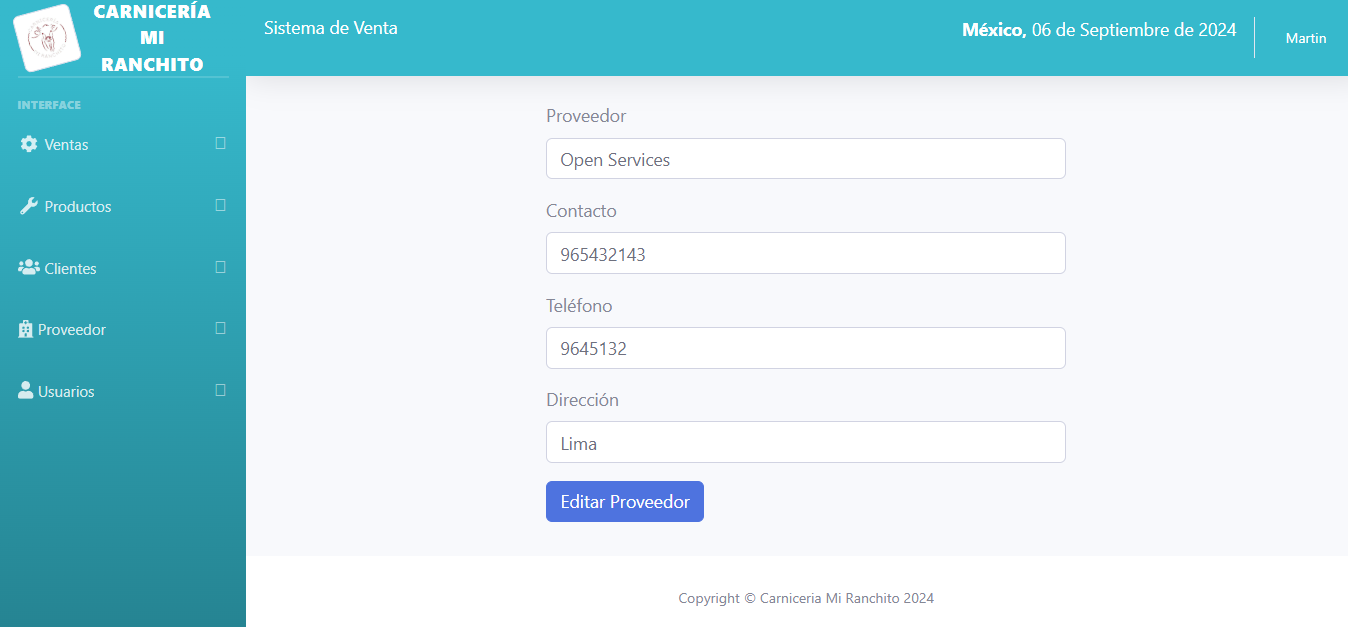 CARNICERÍA
MI
RANCHITO
Sistema de Venta
México, 06 de Septiembre de 2024
Martin
INTERFACE
Ventas
Productos
Clientes
Proveedor
Usuarios
Proveedor
Open Services
Contacto
965432143
Teléfono
9645132
Dirección
Lima
Editar Proveedor
Copyright © Carniceria Mi Ranchito 2024